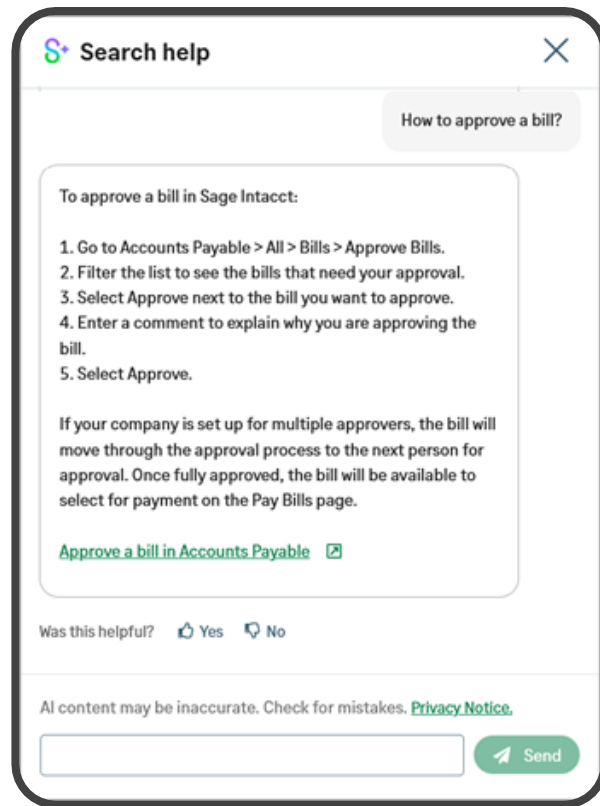 Search help
How to approve a bill?
To approve a bill in Sage Intacct:
1. Go to Accounts Payable > All > Bills > Approve Bills.
2. Filter the list to see the bills that need your approval.
3. Select Approve next to the bill you want to approve.
4. Enter a comment to explain why you are approving the
bill.
5. Select Approve.
If your company is set up for multiple approvers, the bill will
move through the approval process to the next person for
approval. Once fully approved, the bill will be available to
select for payment on the Pay Bills page.
Approve a bill in Accounts Payable
Was this helpful? Yes No
AI content may be inaccurate. Check for mistakes. Privacy Notice.
Send